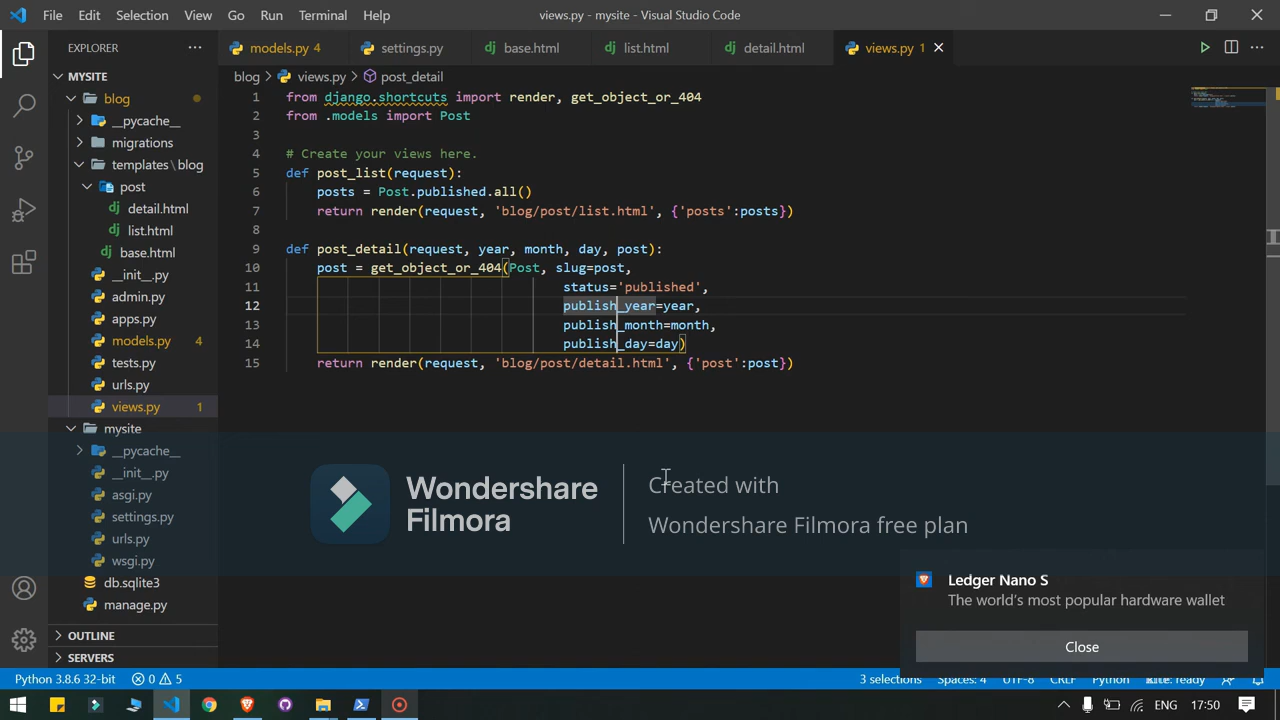 File Edit Selection View Go Run Terminal Help views.py - mysite - Visual Studio Code
EXPLORER
models.py 4 settings.py base.html list.html detail.html views.py 1
MYSITE
blog
__pycache__
migrations
templates \ blog
post
detail.html
list.html
base.html
__init__.py
admin.py
apps.py
models.py 4
tests.py
urls.py
views.py 1
mysite
__pycache__
__init__.py
asgi.py
settings.py
urls.py
wsgi.py
db.sqlite3
manage.py
OUTLINE
SERVERS
blog > views.py > post_detail
1 from django.shortcuts import render, get_object_or_404
2 from .models import Post
3
4 # Create your views here.
5 def post_list(request):
6 posts = Post.published.all()
7 return render(request, 'blog/post/list.html', {'posts':posts})
8
9 def post_detail(request, year, month, day, post):
10 post = get_object_or_404(Post, slug=post,
11 status='published',
12 publish_year=year,
13 publish_month=month,
14 publish_day=day)
15 return render(request, 'blog/post/detail.html', {'post':post})
Wondershare
Filmora
Created with
Wondershare Filmora free plan
Ledger Nano S
The world's most popular hardware wallet
Close
Python 3.8.6 32-bit 0 5 3 selections Spaces: 4 UTF-8 CRLF Python kite: ready
ENG 17:50